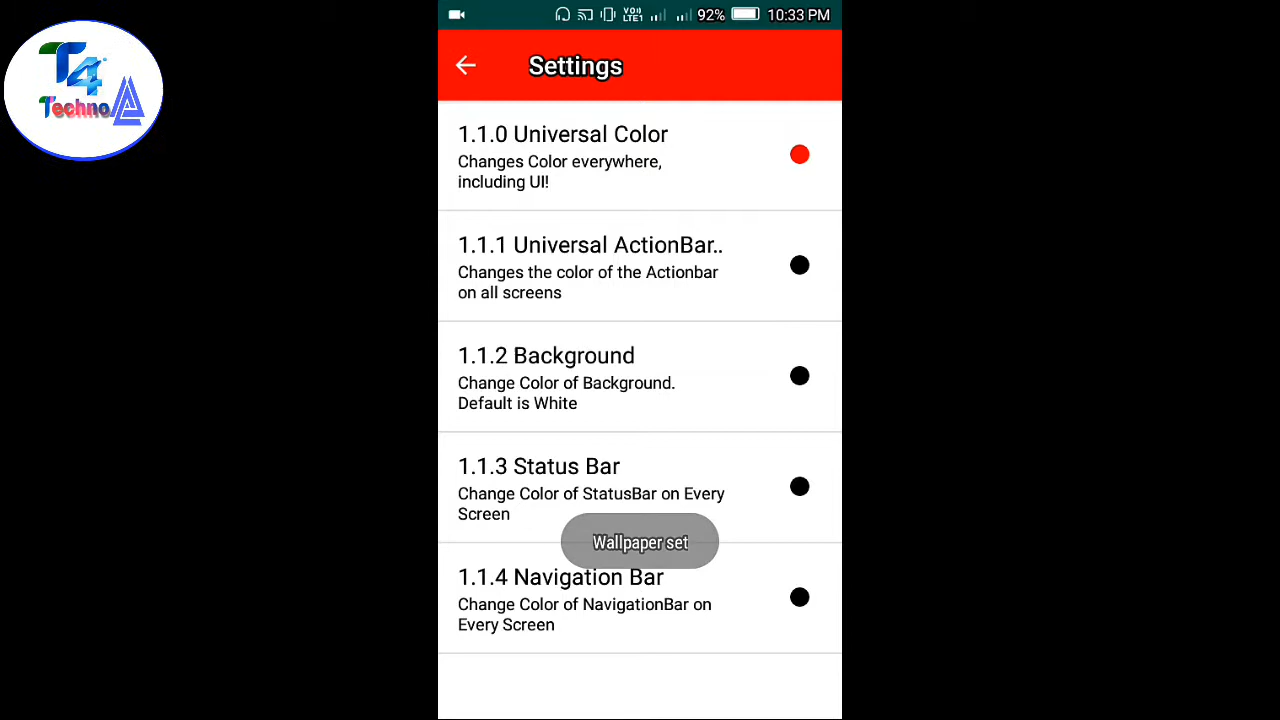 T4
Techno
VoD
LTE1
92%
10:33 PM
Settings
1.1.0 Universal Color
Changes Color everywhere,
including UI!
1.1.1 Universal ActionBar..
Changes the color of the Actionbar
on all screens
1.1.2 Background
Change Color of Background.
Default is White
1.1.3 Status Bar
Change Color of StatusBar on Every
Screen
Wallpaper set
1.1.4 Navigation Bar
Change Color of NavigationBar on
Every Screen